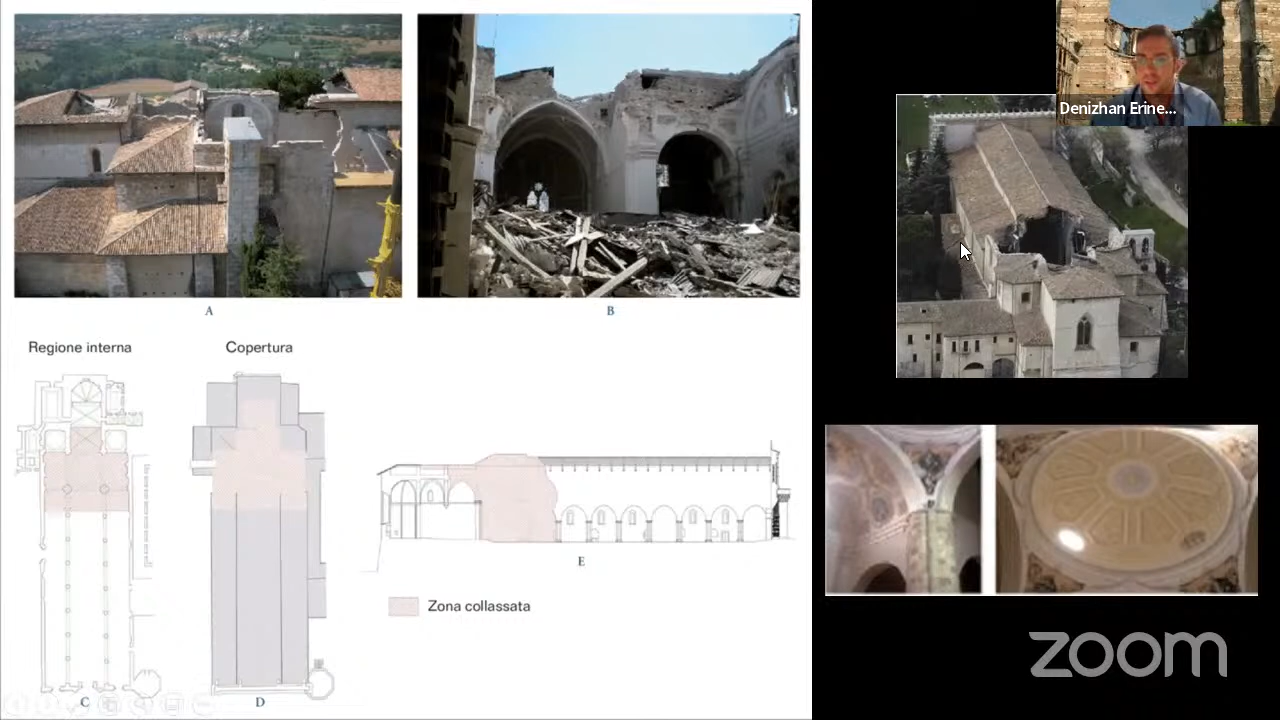 Denizhan Erine...
A
B
Regione interna
Copertura
E
Zona collassata
C
D
zoom